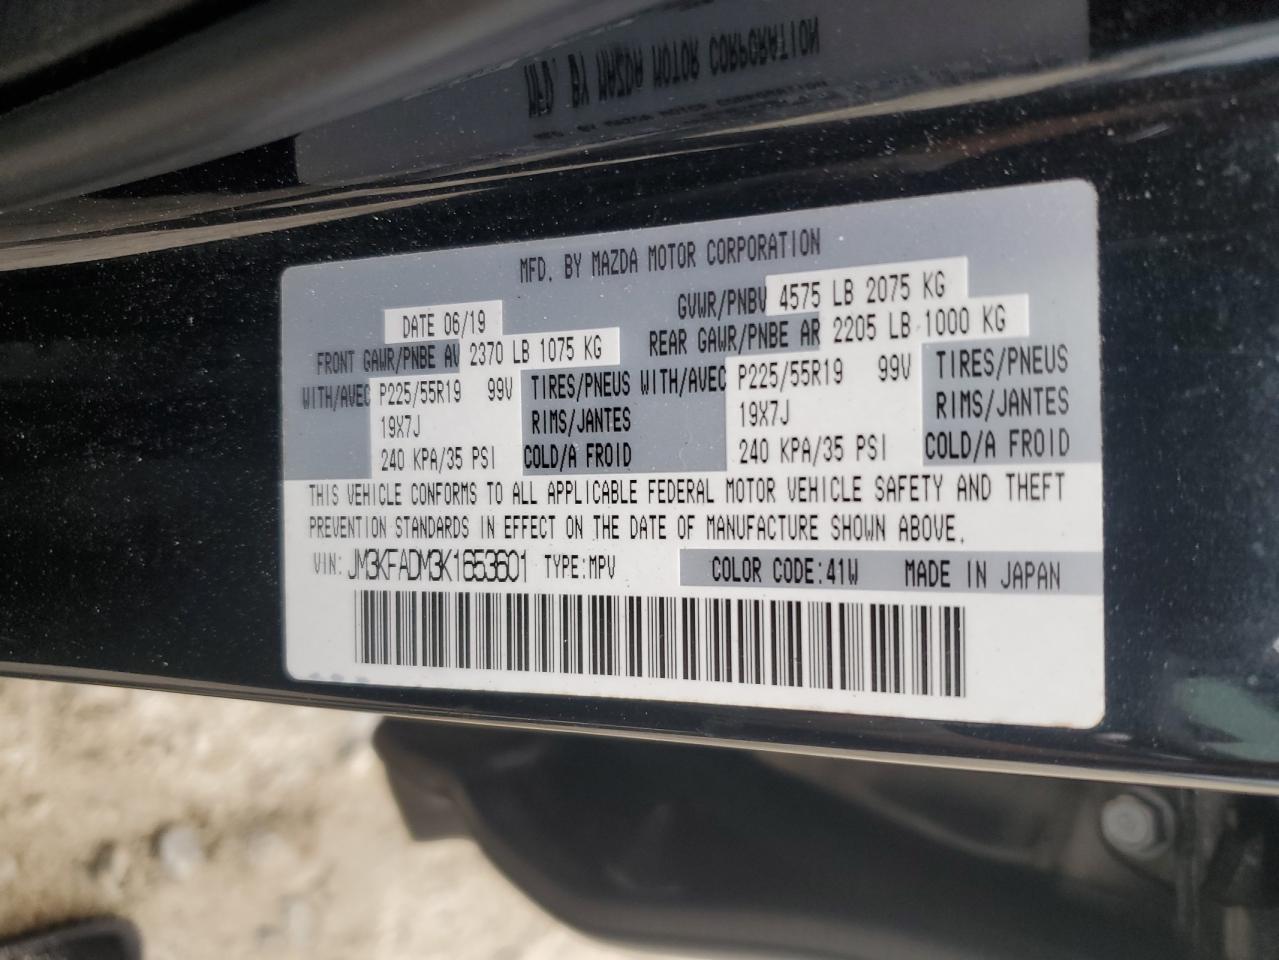 MFD. BY MAZDA MOTOR CORPORATION
MFD. BY MAZDA MOTOR CORPORATION
MFD. BY MAZDA MOTOR CORPORATION
DATE 06/19
GVWR/PNBV 4575 LB 2075 KG
FRONT GAWR/PNBE AV 2370 LB 1075 KG
REAR GAWR/PNBE AR 2205 LB 1000 KG
WITH/AVEC P225/55R19 99V TIRES/PNEUS WITH/AVEC P225/55R19 99V TIRES/PNEUS
19X7J RIMS/JANTES 19X7J RIMS/JANTES
240 KPA/35 PSI COLD/A FROID 240 KPA/35 PSI COLD/A FROID
THIS VEHICLE CONFORMS TO ALL APPLICABLE FEDERAL MOTOR VEHICLE SAFETY AND THEFT
PREVENTION STANDARDS IN EFFECT ON THE DATE OF MANUFACTURE SHOWN ABOVE.
VIN: JM3KFADM3K1653601 TYPE:MPV COLOR CODE:41W MADE IN JAPAN